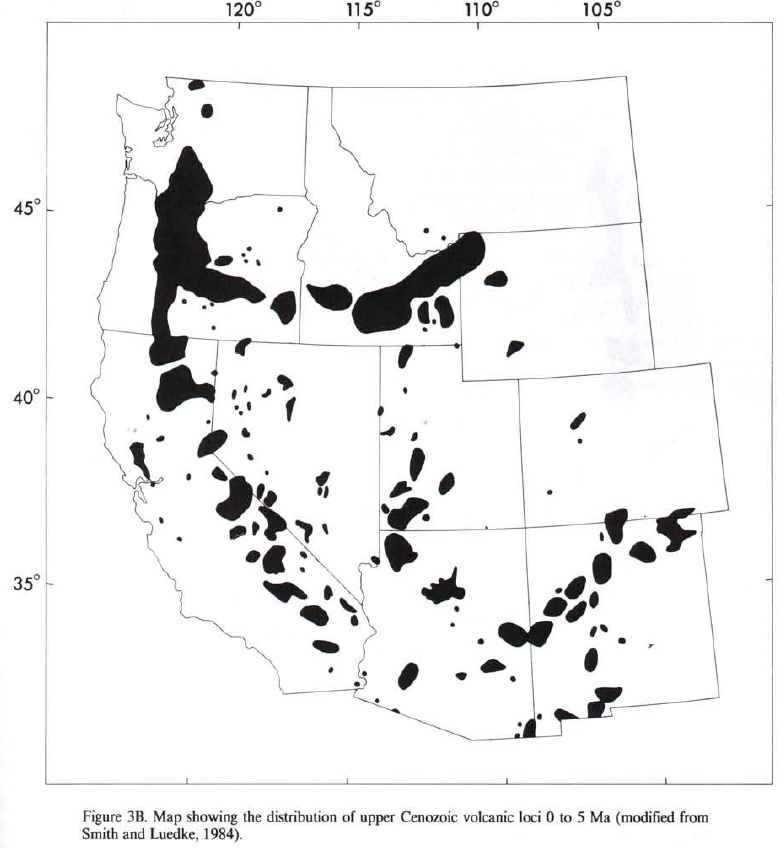 120° 115° 110° 105°
45°
40°
35°
Figure 3B. Map showing the distribution of upper Cenozoic volcanic loci 0 to 5 Ma (modified from
Smith and Luedke, 1984).